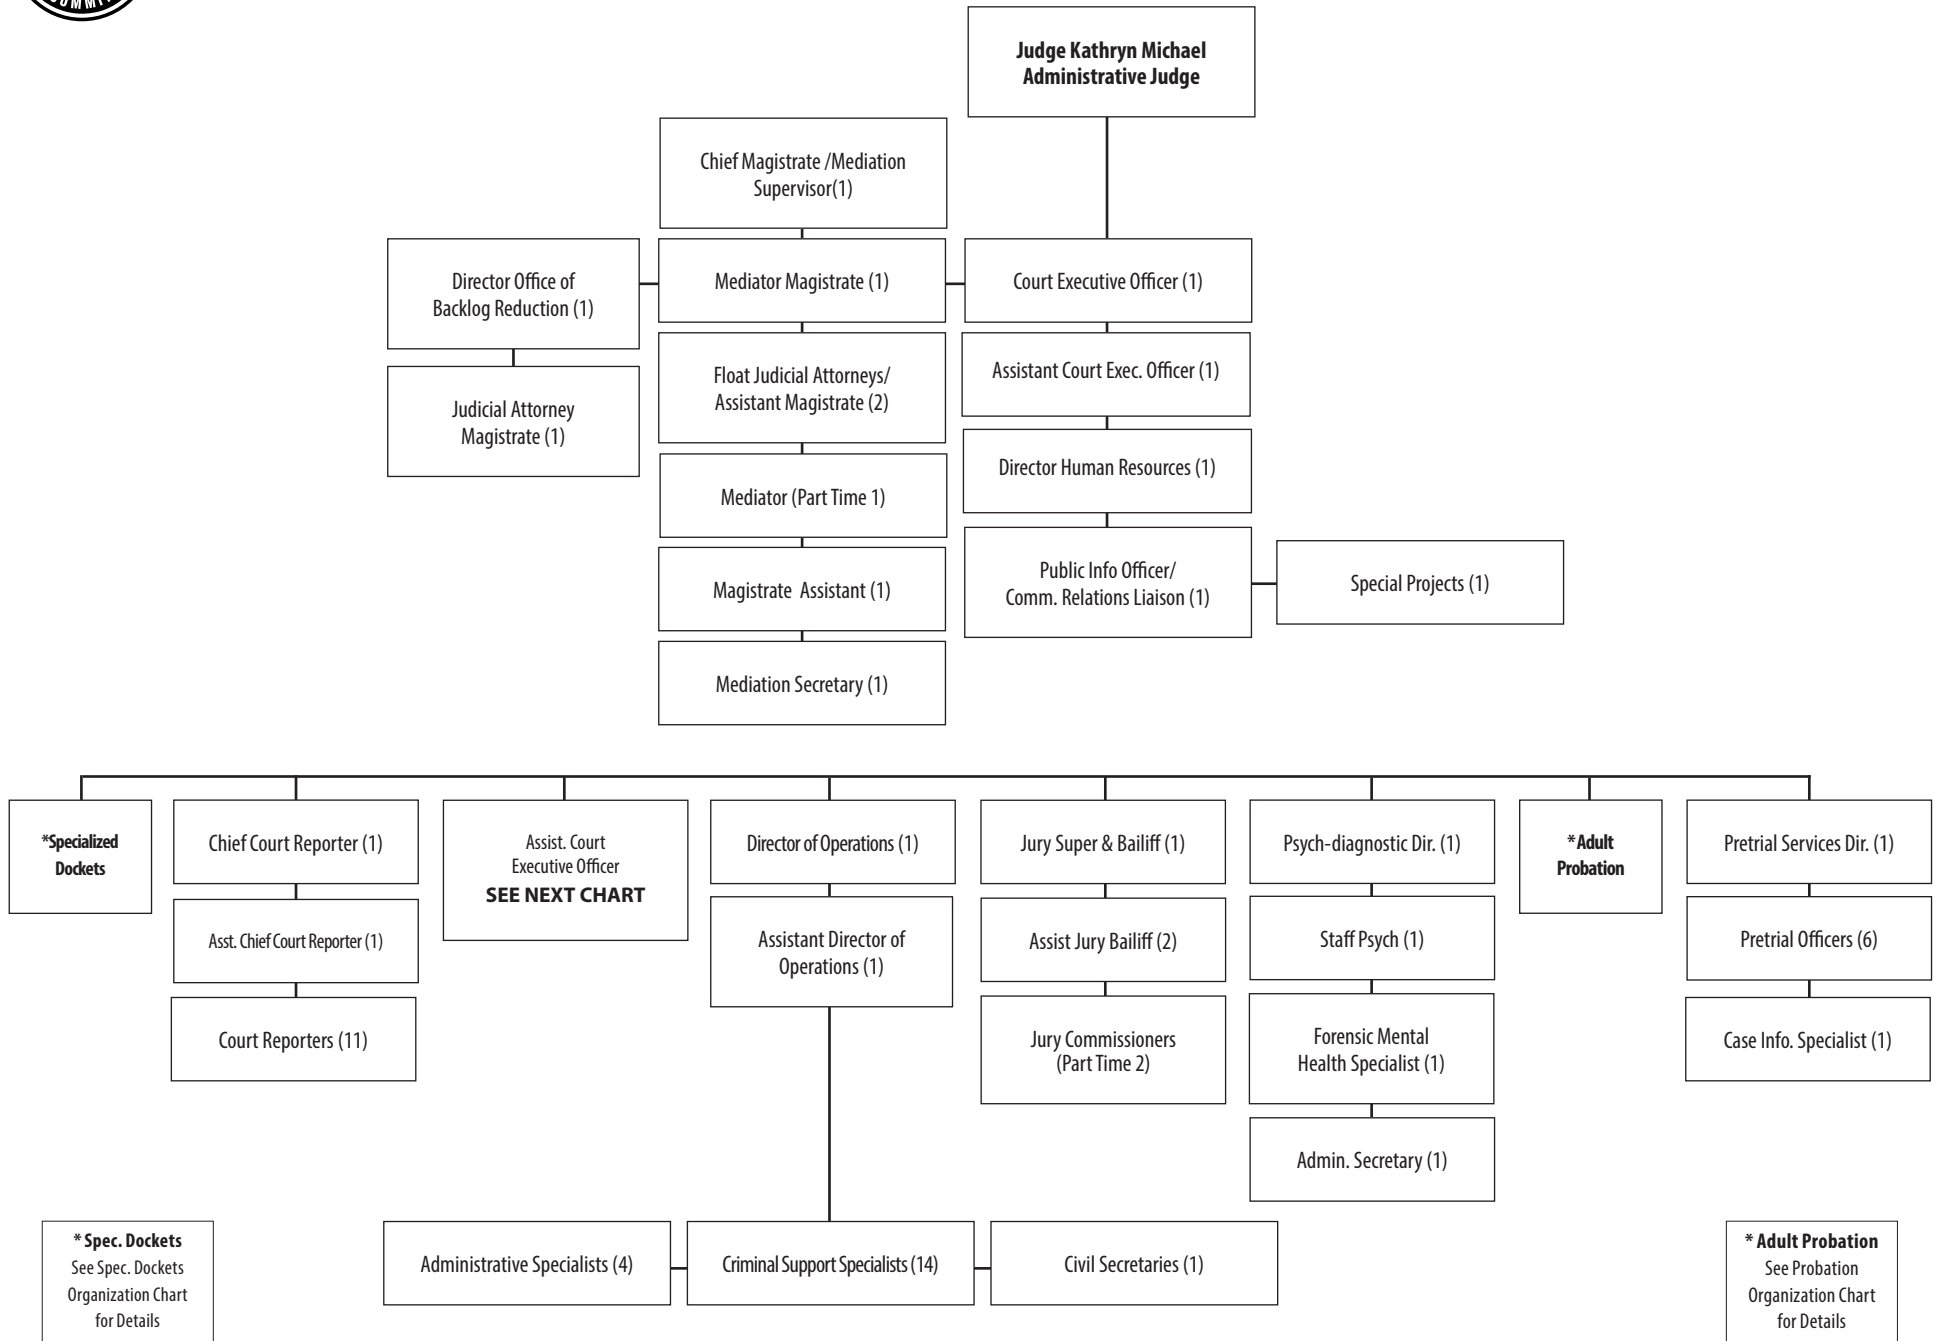 COMMI
Judge Kathryn Michael
Administrative Judge
Chief Magistrate /Mediation
Supervisor(1)
Director Office of
Backlog Reduction (1)
Mediator Magistrate (1)
Court Executive Officer (1)
Judicial Attorney
Magistrate (1)
Float Judicial Attorneys/
Assistant Magistrate (2)
Assistant Court Exec. Officer (1)
Director Human Resources (1)
Mediator (Part Time 1)
Public Info Officer/
Comm. Relations Liaison (1)
Special Projects (1)
Magistrate  Assistant (1)
Mediation Secretary (1)
*Specialized
Dockets
Chief Court Reporter (1)
Asst. Chief Court Reporter (1)
Court Reporters (11)
Assist. Court
Executive Officer
SEE NEXT CHART
Director of Operations (1)
Assistant Director of
Operations (1)
Jury Super & Bailiff (1)
Assist Jury Bailiff (2)
Jury Commissioners
(Part Time 2)
Psych-diagnostic Dir. (1)
Staff Psych (1)
Forensic Mental
Health Specialist (1)
Admin. Secretary (1)
* Adult
Probation
Pretrial Services Dir. (1)
Pretrial Officers (6)
Case Info. Specialist (1)
* Spec. Dockets
See Spec. Dockets
Organization Chart
for Details
Administrative Specialists (4)
Criminal Support Specialists (14)
Civil Secretaries (1)
* Adult Probation
See Probation
Organization Chart
for Details